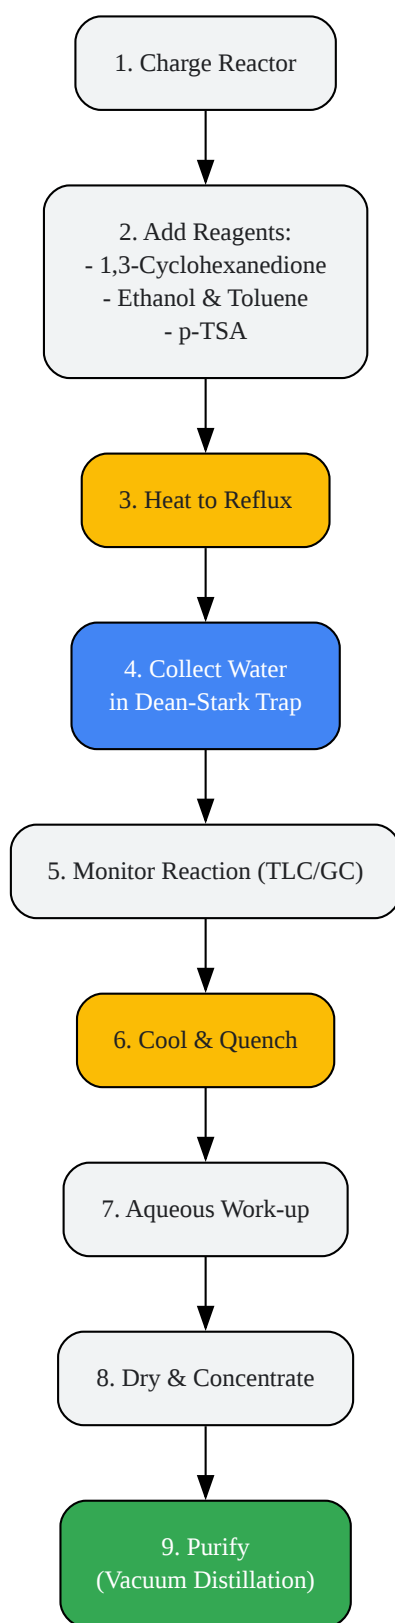 1. Charge Reactor
2. Add Reagents:
- 1,3-Cyclohexanedione
- Ethanol & Toluene
- p-TSA
3. Heat to Reflux
4. Collect Water
in Dean-Stark Trap
5. Monitor Reaction (TLC/GC)
6. Cool & Quench
7. Aqueous Work-up
8. Dry & Concentrate
9. Purify
(Vacuum Distillation)